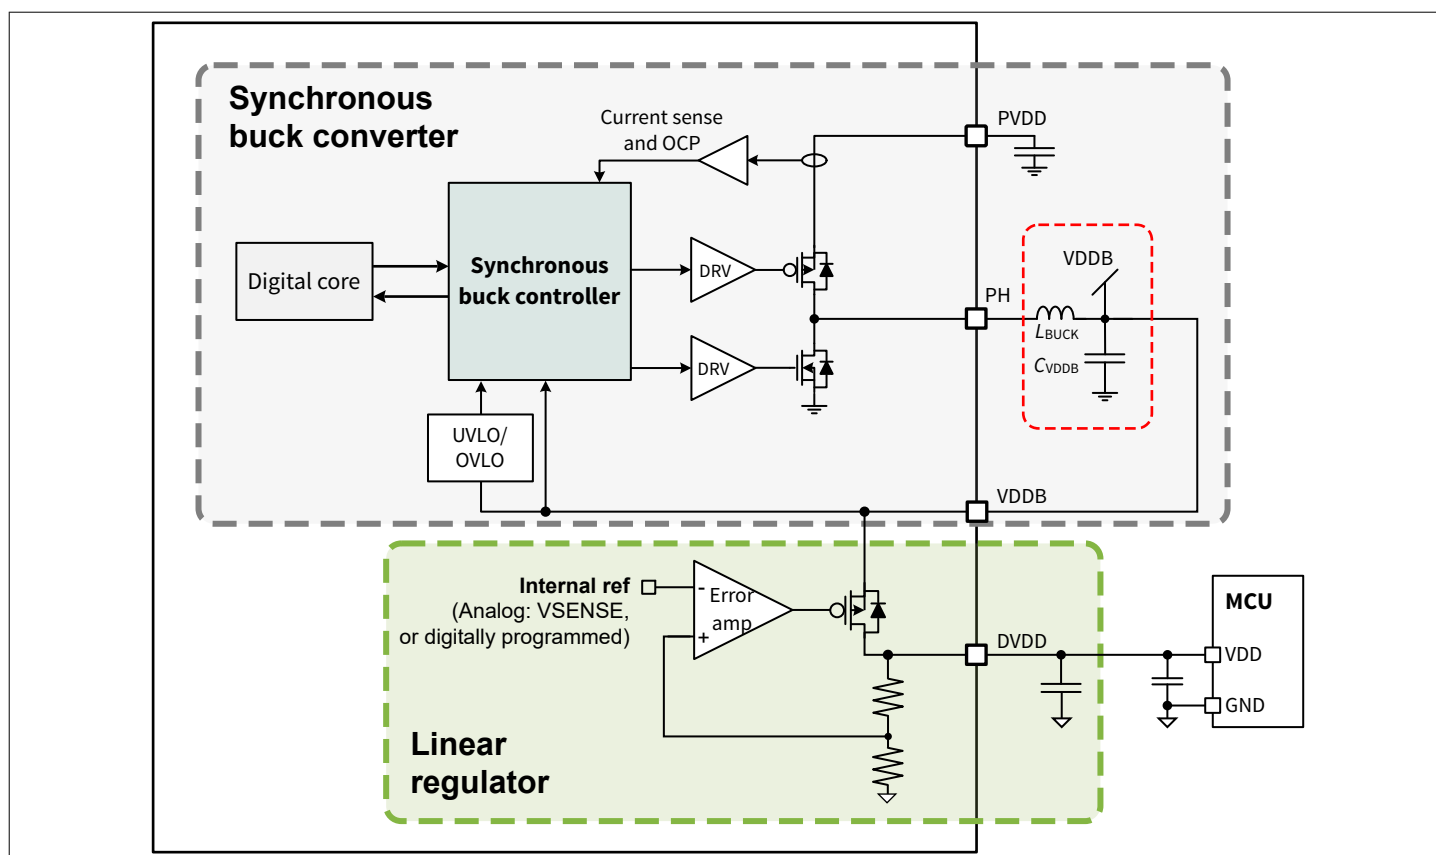 Synchronous
buck converter
Current sense
and OCP
PVDD
Digital core
Synchronous
buck controller
DRV
DRV
PH
VDDB
LBUCK
CVDDB
UVLO/
OVLO
VDDB
Internal ref
(Analog: VSENSE,
or digitally programmed)
-
+
Error
amp
DVDD
MCU
VDD
GND
Linear
regulator